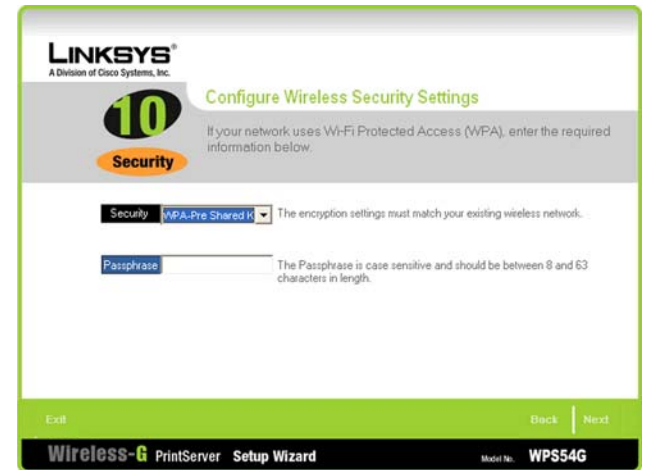 LINKSYS®
A Division of Cisco Systems, Inc.
10
Security
Configure Wireless Security Settings
If your network uses Wi-Fi Protected Access (WPA), enter the required
information below.
Security WPA-Pre Shared K The encryption settings must match your existing wireless network.
Passphrase The Passphrase is case sensitive and should be between 8 and 63
characters in length.
Exit Back Next
Wireless-G PrintServer Setup Wizard Model No. WPS54G